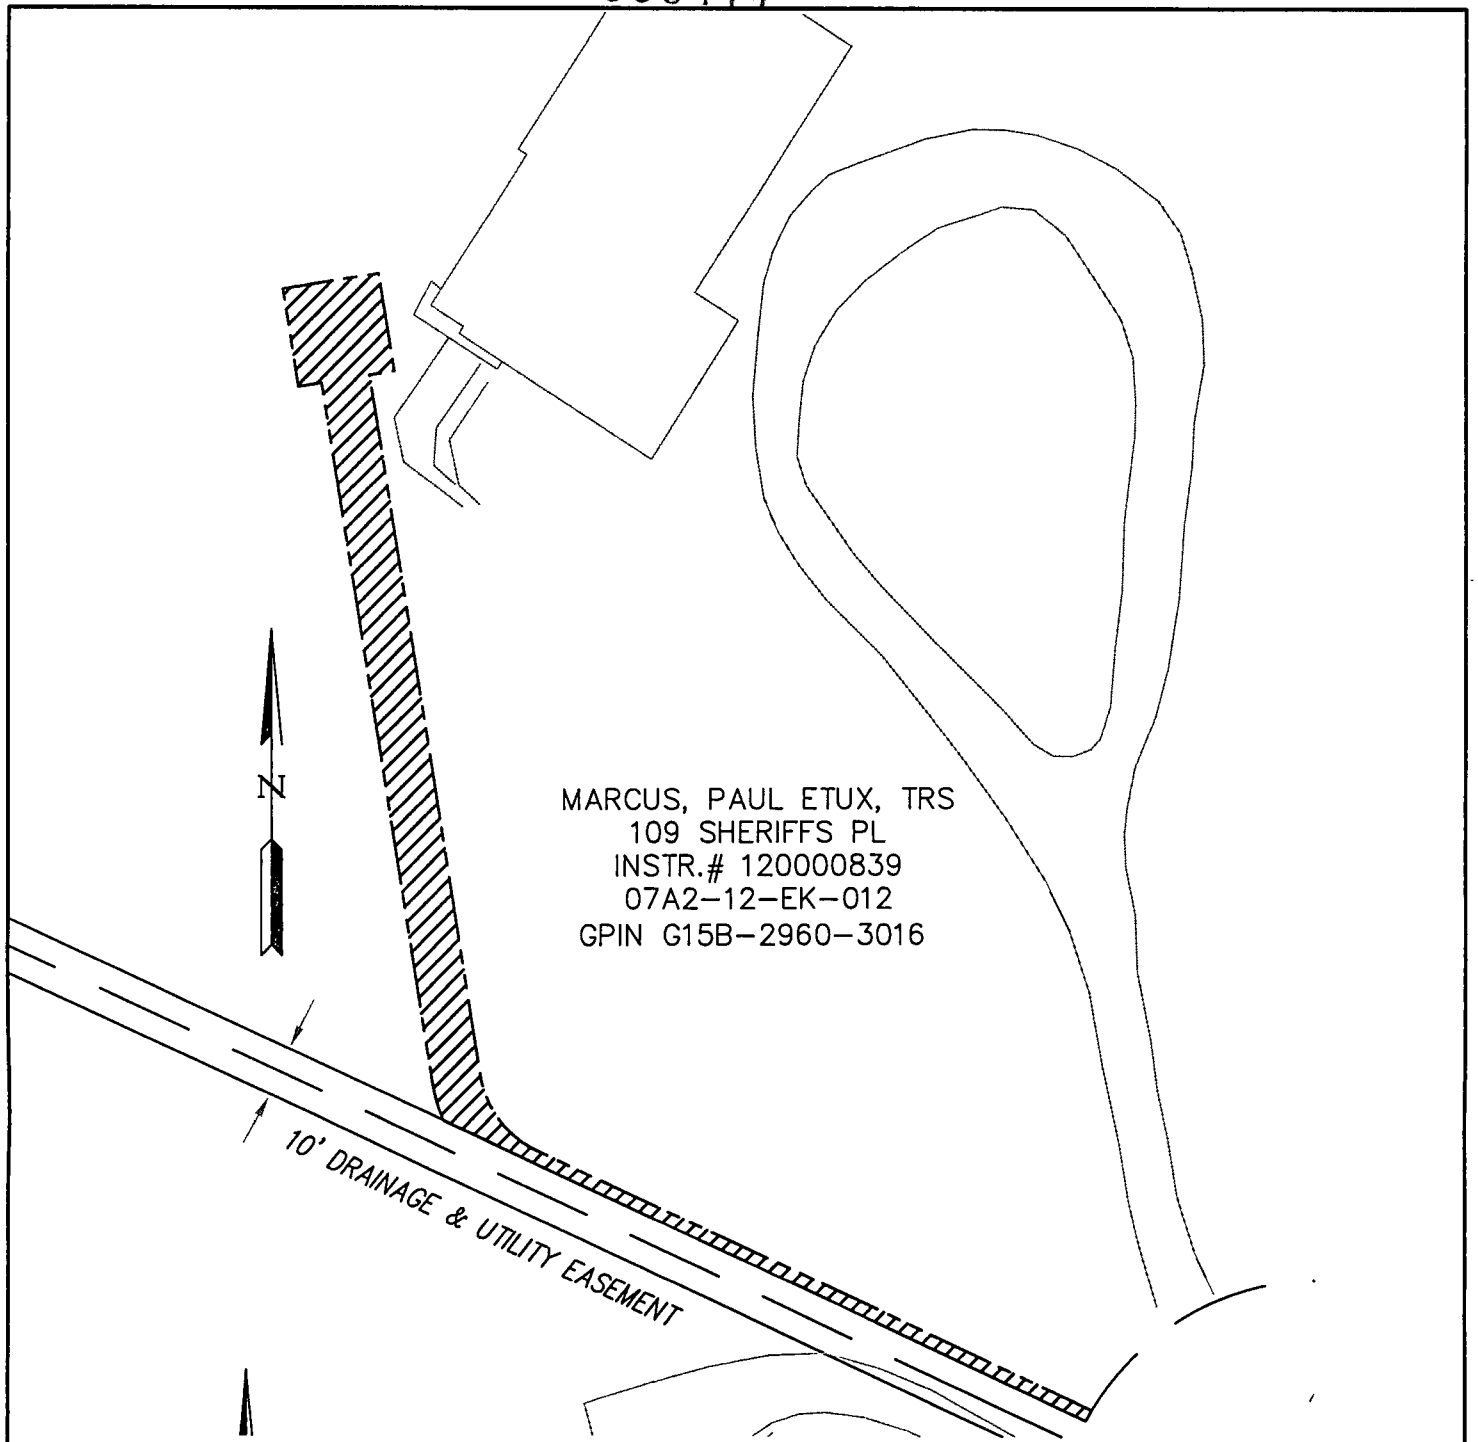 N
MARCUS, PAUL ETUX, TRS
109 SHERIFFS PL
INSTR.# 120000839
07A2-12-EK-012
GPIN G15B-2960-3016
10' DRAINAGE & UTILITY EASEMENT